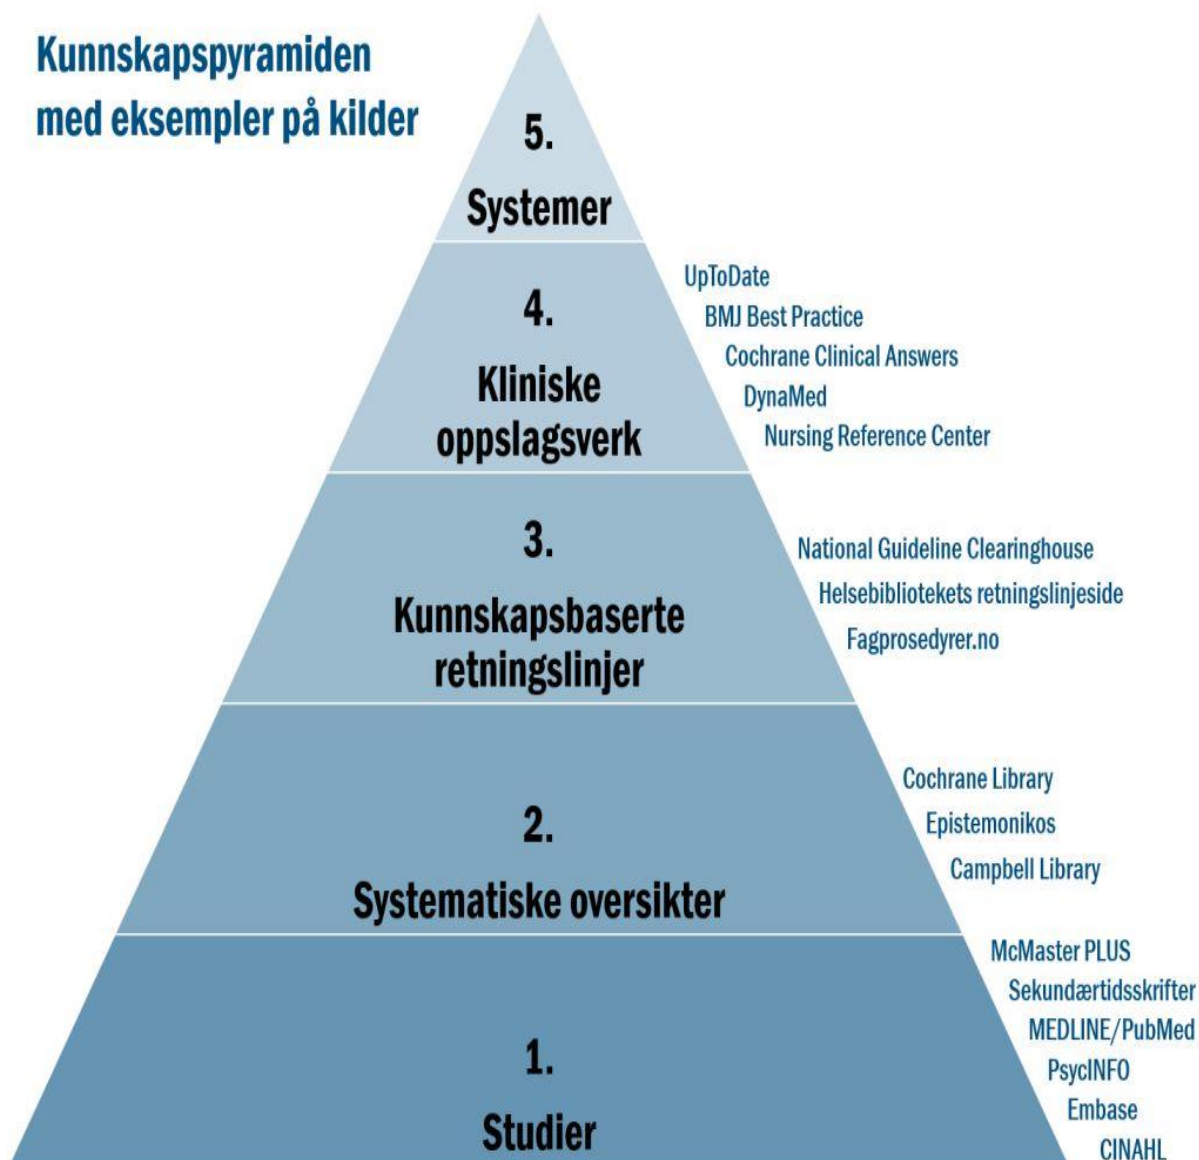 Kunnskapspyramiden
med eksempler på kilder
5.
Systemer
UpToDate
BMJ Best Practice
Cochrane Clinical Answers
DynaMed
Nursing Reference Center
4.
Kliniske
oppslagsverk
National Guideline Clearinghouse
Helsebibliotekets retningslinjeside
Fagprosedyrer.no
3.
Kunnskapsbaserte
retningslinjer
Cochrane Library
Epistemonikos
Campbell Library
2.
Systematiske oversikter
McMaster PLUS
Sekundærtidsskrifter
MEDLINE/PubMed
PsycINFO
Embase
CINAHL
1.
Studier